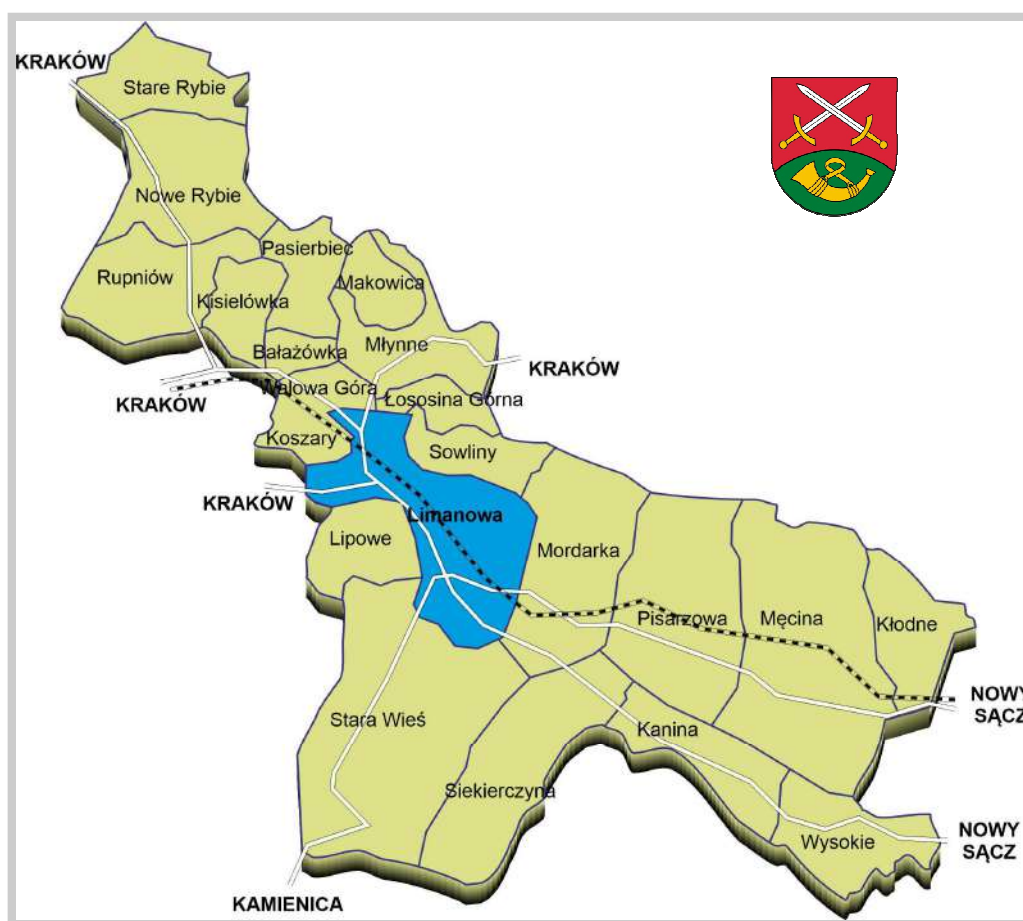 KRAKÓW
Stare Rybie
Nowe Rybie
Pasierbiec
Rupniów
Makowica
Kisielówka
Bałażówka
Młynne
KRAKÓW
Walowa Góra
Łososina Górna
KRAKÓW
Koszary
Sowliny
KRAKÓW
Limanowa
Lipowe
Mordarka
Pisarzowa
Męcina
Kłodne
NOWY
SĄCZ
Stara Wieś
Kanina
Siekierczyna
Wysokie
NOWY
SĄCZ
KAMIENICA